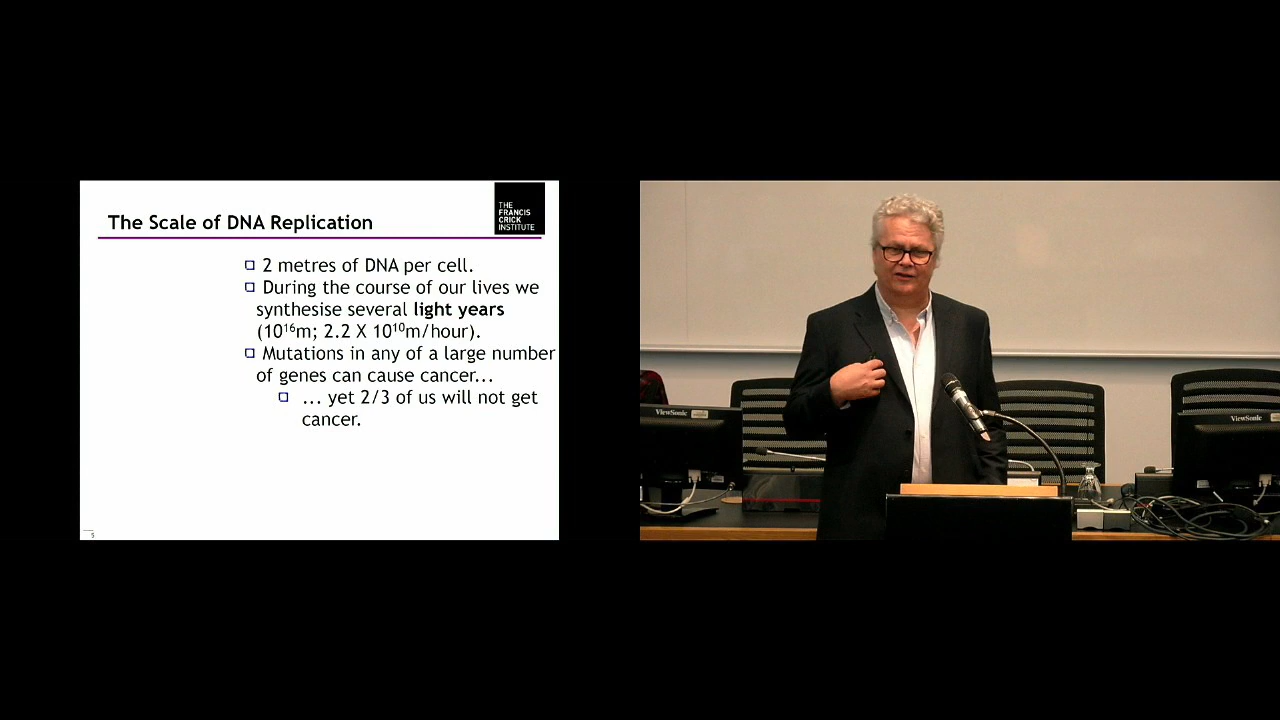 The Scale of DNA Replication
THE
FRANCIS
CRICK
INSTITUTE
❑ 2 metres of DNA per cell.
❑ During the course of our lives we
synthesise several light years
(10¹⁶m; 2.2 X 10¹⁰m/hour).
❑ Mutations in any of a large number
of genes can cause cancer...
❑ ... yet 2/3 of us will not get
cancer.
5
ViewSonic
ViewSonic